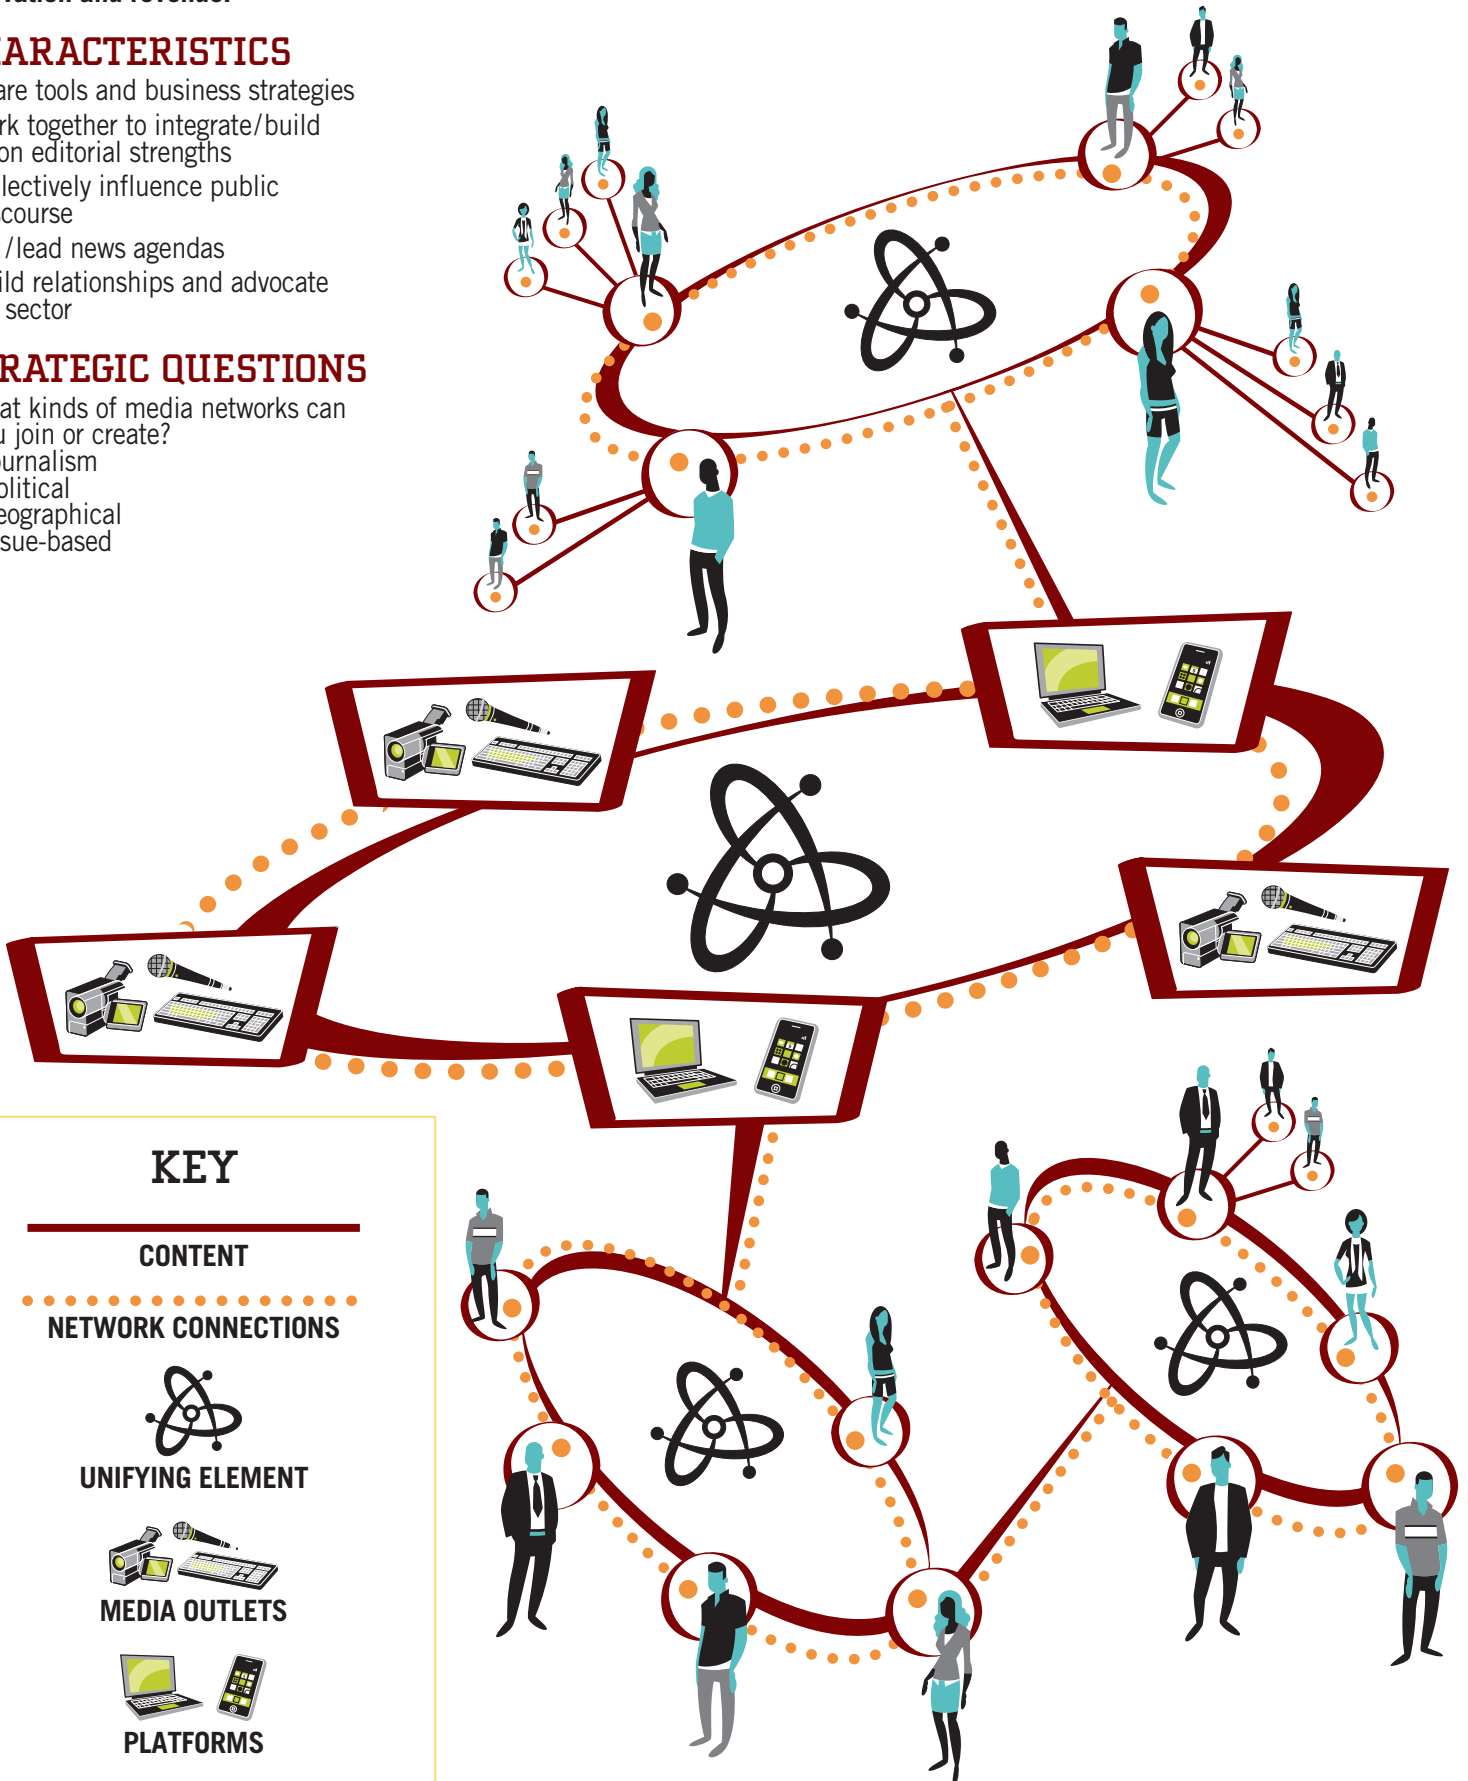 ARACTERISTICS
are tools and business strategies
rk together to integrate/build
on editorial strengths
llectively influence public
scourse
/lead news agendas
ild relationships and advocate
sector
RATEGIC QUESTIONS
at kinds of media networks can
u join or create?
ournalism
olitical
eographical
sue-based
KEY
CONTENT
NETWORK CONNECTIONS
UNIFYING ELEMENT
MEDIA OUTLETS
PLATFORMS